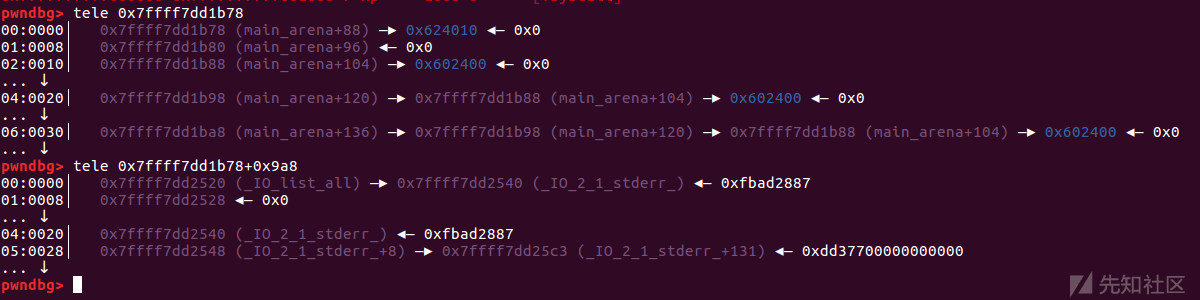 pwndbg> tele 0x7ffff7dd1b78
00:0000│   0x7ffff7dd1b78 (main_arena+88) —▸ 0x624010 ◂— 0x0
01:0008│   0x7ffff7dd1b80 (main_arena+96) ◂— 0x0
02:0010│   0x7ffff7dd1b88 (main_arena+104) —▸ 0x602400 ◂— 0x0
... ↓
04:0020│   0x7ffff7dd1b98 (main_arena+120) —▸ 0x7ffff7dd1b88 (main_arena+104) —▸ 0x602400 ◂— 0x0
... ↓
06:0030│   0x7ffff7dd1ba8 (main_arena+136) —▸ 0x7ffff7dd1b98 (main_arena+120) —▸ 0x7ffff7dd1b88 (main_arena+104) —▸ 0x602400 ◂— 0x0
... ↓
pwndbg> tele 0x7ffff7dd1b78+0x9a8
00:0000│   0x7ffff7dd2520 (_IO_list_all) —▸ 0x7ffff7dd2540 (_IO_2_1_stderr_) ◂— 0xfbad2887
01:0008│   0x7ffff7dd2528 ◂— 0x0
... ↓
04:0020│   0x7ffff7dd2540 (_IO_2_1_stderr_) ◂— 0xfbad2887
05:0028│   0x7ffff7dd2548 (_IO_2_1_stderr_+8) —▸ 0x7ffff7dd25c3 (_IO_2_1_stderr_+131) ◂— 0xdd37700000000000
... ↓
pwndbg>
先知社区